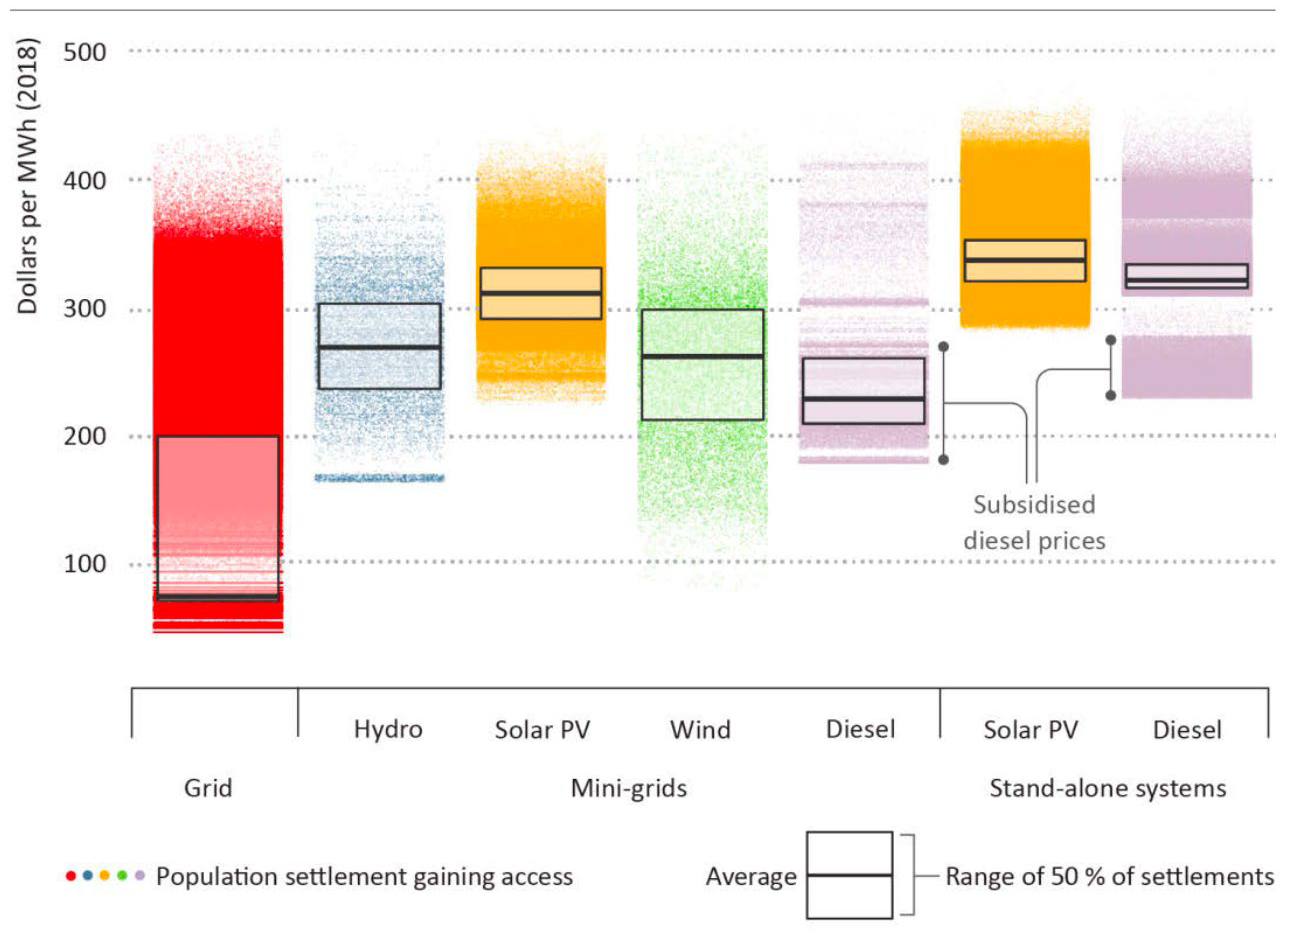 Dollars per MWh (2018)
500
400
300
200
100
Subsidised
diesel prices
Hydro
Solar PV
Wind
Diesel
Solar PV
Diesel
Grid
Mini-grids
Stand-alone systems
Population settlement gaining access
Average
Range of 50 % of settlements